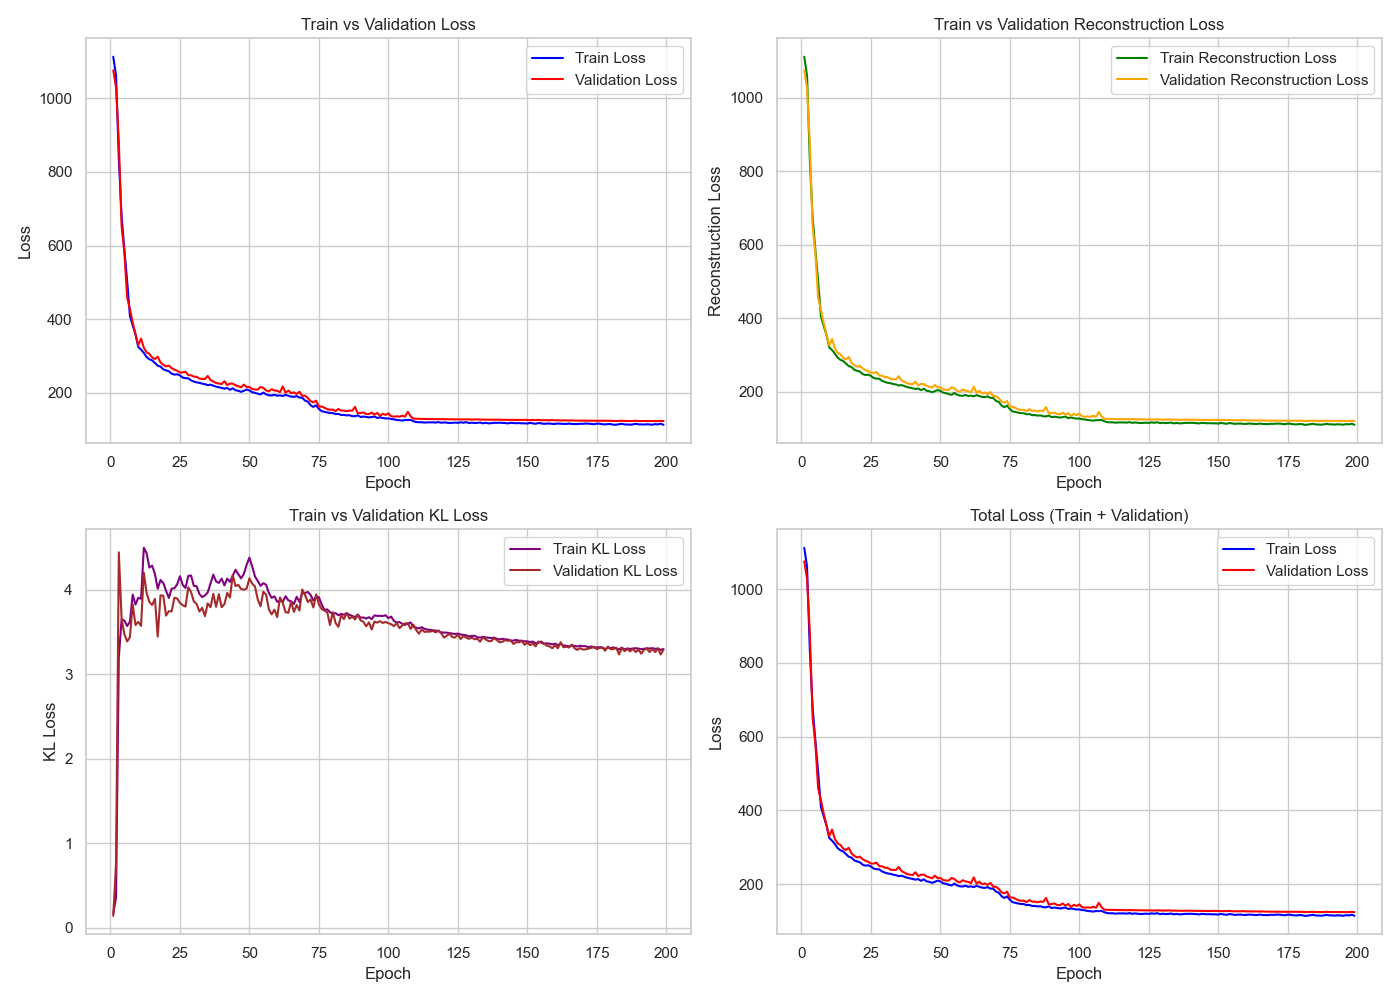 Train vs Validation Loss
Train Loss
Validation Loss
Loss
1000
800
600
400
200
0 25 50 75 100 125 150 175 200
Epoch
Train vs Validation Reconstruction Loss
Train Reconstruction Loss
Validation Reconstruction Loss
Reconstruction Loss
1000
800
600
400
200
0 25 50 75 100 125 150 175 200
Epoch
Train vs Validation KL Loss
Train KL Loss
Validation KL Loss
KL Loss
4
3
2
1
0
0 25 50 75 100 125 150 175 200
Epoch
Total Loss (Train + Validation)
Train Loss
Validation Loss
Loss
1000
800
600
400
200
0 25 50 75 100 125 150 175 200
Epoch